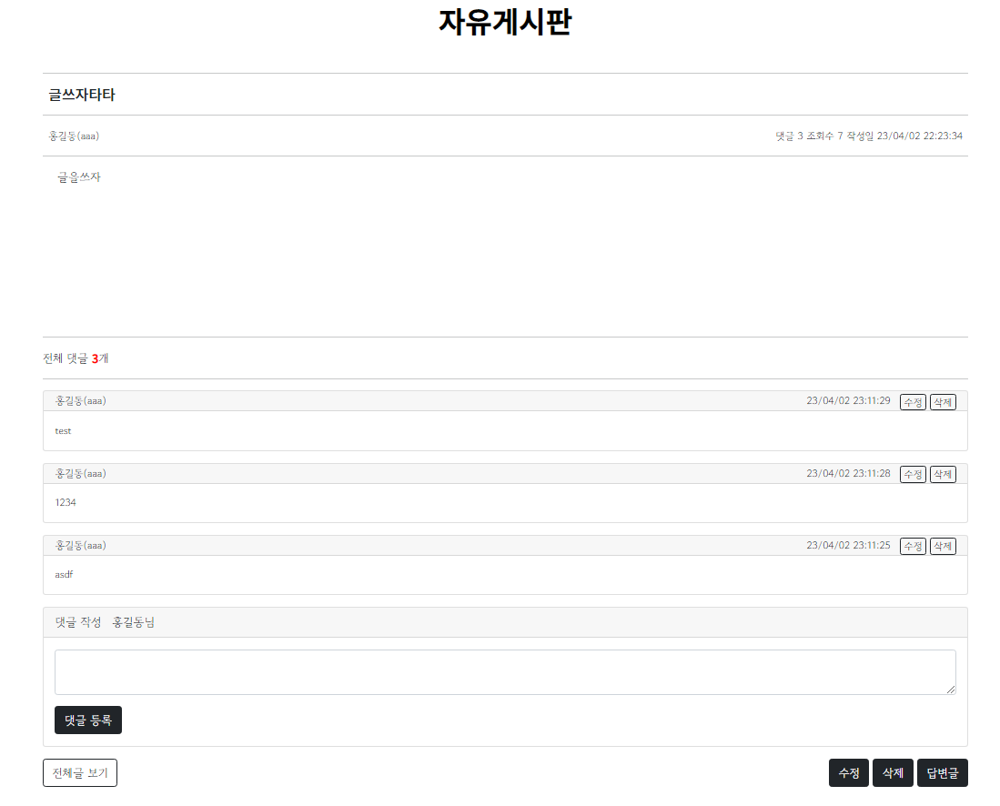 자유게시판
글쓰자타타
홍길동(aaa) 댓글 3 조회수 7 작성일 23/04/02 22:23:34
글을쓰자
전체 댓글 3개
홍길동(aaa) 23/04/02 23:11:29 수정 삭제
test
홍길동(aaa) 23/04/02 23:11:28 수정 삭제
1234
홍길동(aaa) 23/04/02 23:11:25 수정 삭제
asdf
댓글 작성 홍길동님
댓글 등록
전체글 보기 수정 삭제 답변글